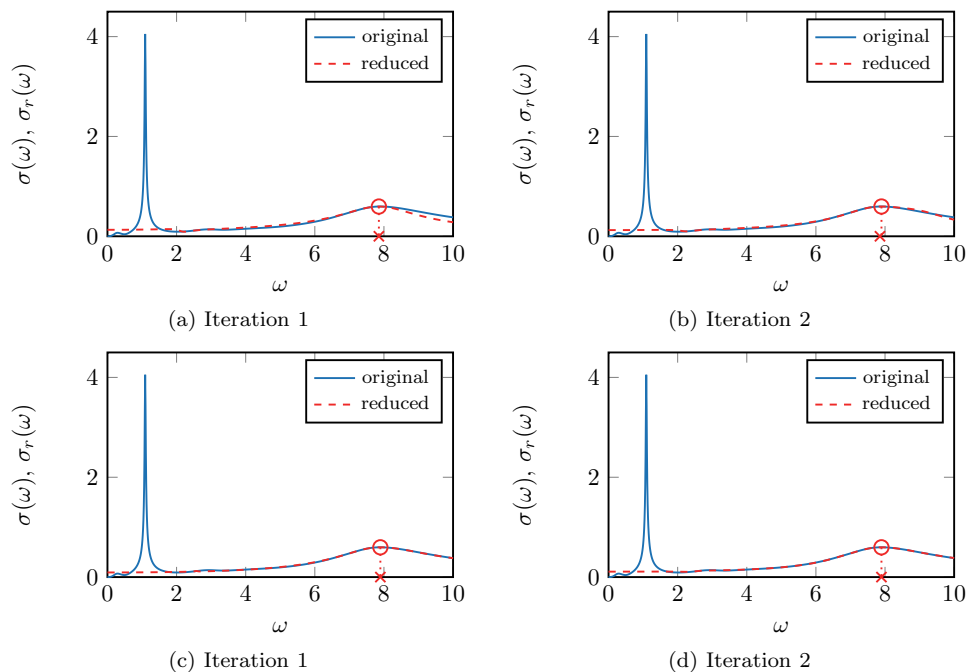 original
reduced
σ(ω), σr(ω)
4
2
0
0 2 4 6 8 10
ω
(a) Iteration 1
original
reduced
σ(ω), σr(ω)
4
2
0
0 2 4 6 8 10
ω
(b) Iteration 2
original
reduced
σ(ω), σr(ω)
4
2
0
0 2 4 6 8 10
ω
(c) Iteration 1
original
reduced
σ(ω), σr(ω)
4
2
0
0 2 4 6 8 10
ω
(d) Iteration 2